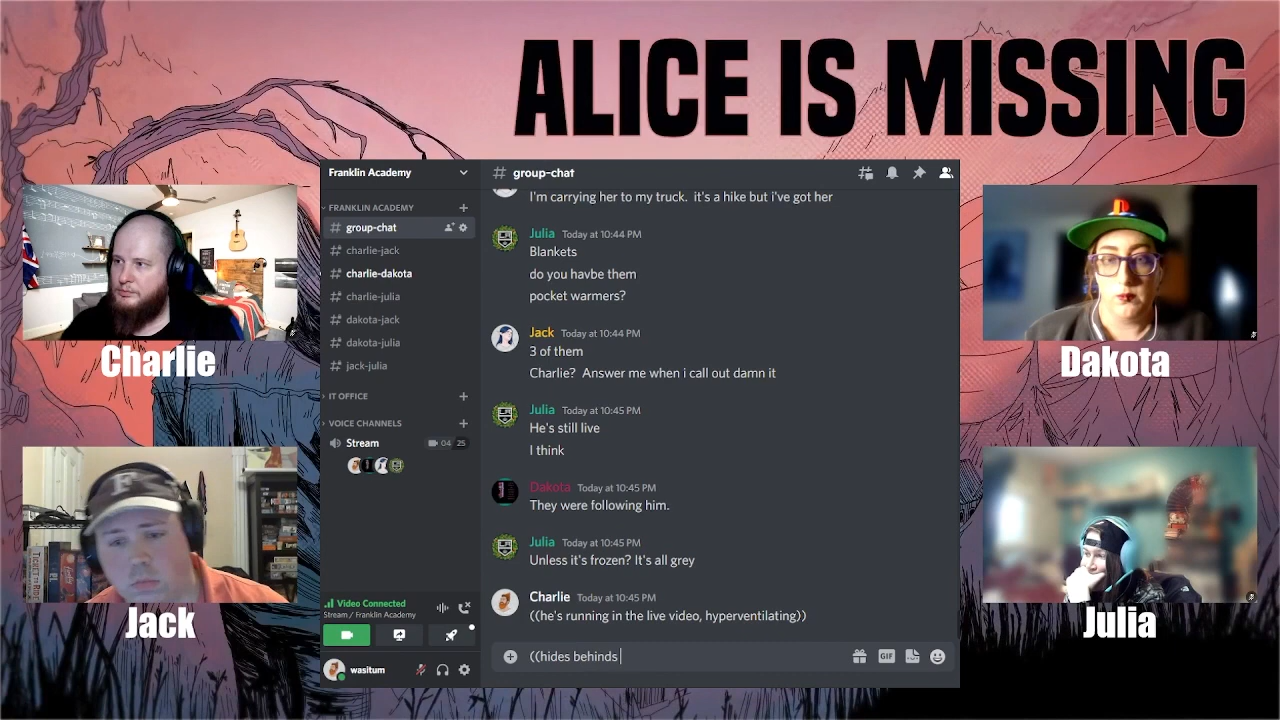 ALICE IS MISSING
Franklin Academy
# group-chat
FRANKLIN ACADEMY
# group-chat
# charlie-jack
# charlie-dakota
# charlie-julia
# dakota-jack
# dakota-julia
# jack-julia
IT OFFICE
VOICE CHANNELS
Stream
04 25
Video Connected
Stream / Franklin Academy
wasitum
I'm carrying her to my truck. it's a hike but i've got her
Julia Today at 10:44 PM
Blankets
do you havbe them
pocket warmers?
Jack Today at 10:44 PM
3 of them
Charlie? Answer me when i call out damn it
Julia Today at 10:45 PM
He's still live
I think
Dakota Today at 10:45 PM
They were following him.
Julia Today at 10:45 PM
Unless it's frozen? It's all grey
Charlie Today at 10:45 PM
((he's running in the live video, hyperventilating))
((hides behinds
GIF
Charlie
F
TICKET TO RIDE
Jack
Dakota
Julia